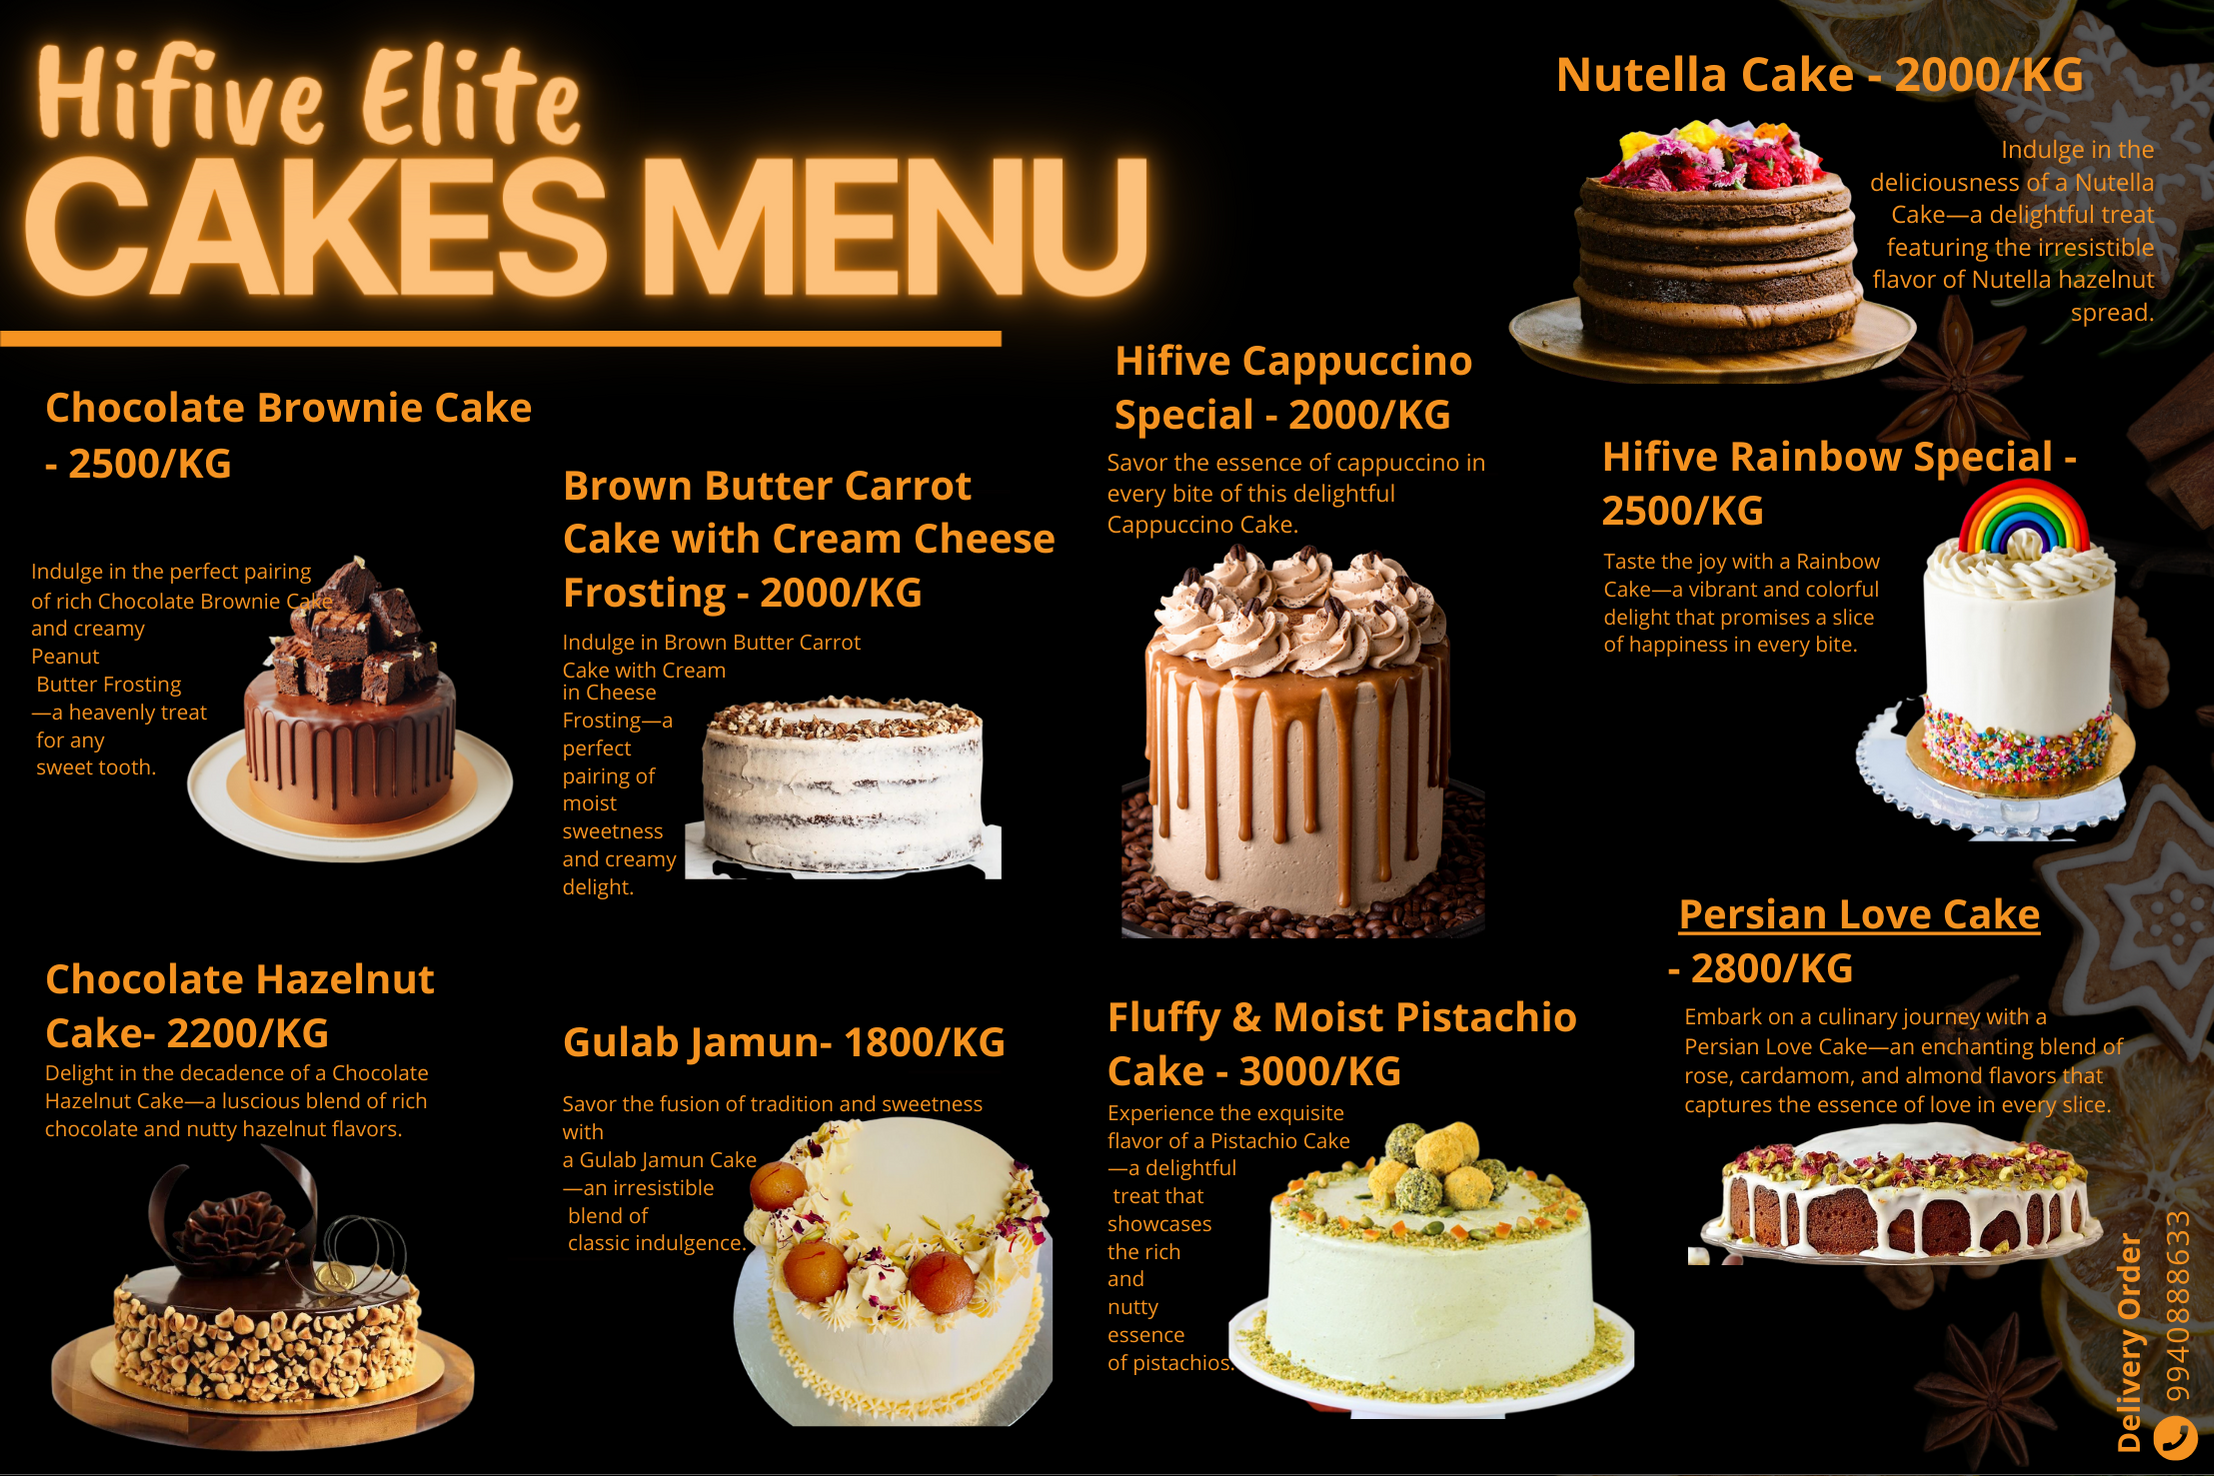 Hifive Elite
CAKES MENU
Nutella Cake - 2000/KG
Indulge in the
deliciousness of a Nutella
Cake—a delightful treat
featuring the irresistible
flavor of Nutella hazelnut
spread.
Chocolate Brownie Cake
- 2500/KG
Indulge in the perfect pairing
of rich Chocolate Brownie Cake
and creamy
Peanut
Butter Frosting
—a heavenly treat
for any
sweet tooth.
Brown Butter Carrot
Cake with Cream Cheese
Frosting - 2000/KG
Indulge in Brown Butter Carrot
Cake with Cream
in Cheese
Frosting—a
perfect
pairing of
moist
sweetness
and creamy
delight.
Hifive Cappuccino
Special - 2000/KG
Savor the essence of cappuccino in
every bite of this delightful
Cappuccino Cake.
Hifive Rainbow Special -
2500/KG
Taste the joy with a Rainbow
Cake—a vibrant and colorful
delight that promises a slice
of happiness in every bite.
Chocolate Hazelnut
Cake- 2200/KG
Delight in the decadence of a Chocolate
Hazelnut Cake—a luscious blend of rich
chocolate and nutty hazelnut flavors.
Gulab Jamun- 1800/KG
Savor the fusion of tradition and sweetness
with
a Gulab Jamun Cake
—an irresistible
blend of
classic indulgence.
Fluffy & Moist Pistachio
Cake - 3000/KG
Experience the exquisite
flavor of a Pistachio Cake
—a delightful
treat that
showcases
the rich
and
nutty
essence
of pistachios.
Persian Love Cake
- 2800/KG
Embark on a culinary journey with a
Persian Love Cake—an enchanting blend of
rose, cardamom, and almond flavors that
captures the essence of love in every slice.
Delivery Order
99408888633